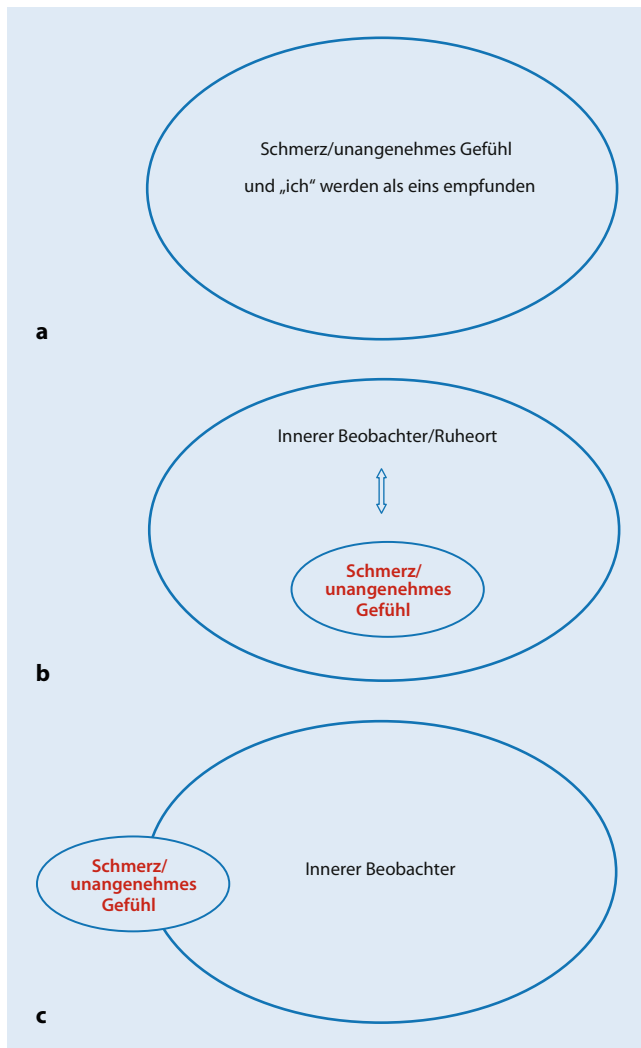 Schmerz/unangenehmes Gefühl
und „ich“ werden als eins empfunden
a
Innerer Beobachter/Ruheort
Schmerz/
unangenehmes
Gefühl
b
Schmerz/
unangenehmes
Gefühl
Innerer Beobachter
c